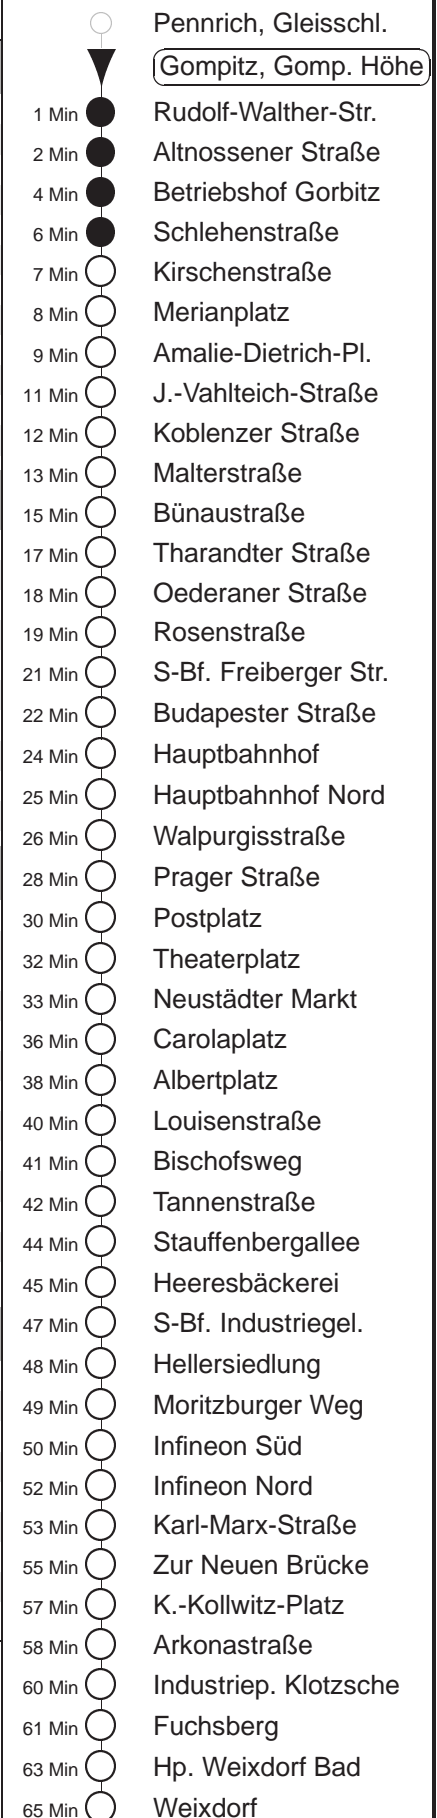 Pennrich, Gleisschl.
Gompitz, Gomp. Höhe
1 Min Rudolf-Walther-Str.
2 Min Altnossener Straße
4 Min Betriebshof Gorbitz
6 Min Schlehenstraße
7 Min Kirschenstraße
8 Min Merianplatz
9 Min Amalie-Dietrich-Pl.
11 Min J.-Vahlteich-Straße
12 Min Koblenzer Straße
13 Min Malterstraße
15 Min Bünaustraße
17 Min Tharandter Straße
18 Min Oederaner Straße
19 Min Rosenstraße
21 Min S-Bf. Freiberger Str.
22 Min Budapester Straße
24 Min Hauptbahnhof
25 Min Hauptbahnhof Nord
26 Min Walpurgisstraße
28 Min Prager Straße
30 Min Postplatz
32 Min Theaterplatz
33 Min Neustädter Markt
36 Min Carolaplatz
38 Min Albertplatz
40 Min Louisenstraße
41 Min Bischofsweg
42 Min Tannenstraße
44 Min Stauffenbergallee
45 Min Heeresbäckerei
47 Min S-Bf. Industriegel.
48 Min Hellersiedlung
49 Min Moritzburger Weg
50 Min Infineon Süd
52 Min Infineon Nord
53 Min Karl-Marx-Straße
55 Min Zur Neuen Brücke
57 Min K.-Kollwitz-Platz
58 Min Arkonastraße
60 Min Industriep. Klotzsche
61 Min Fuchsberg
63 Min Hp. Weixdorf Bad
65 Min Weixdorf